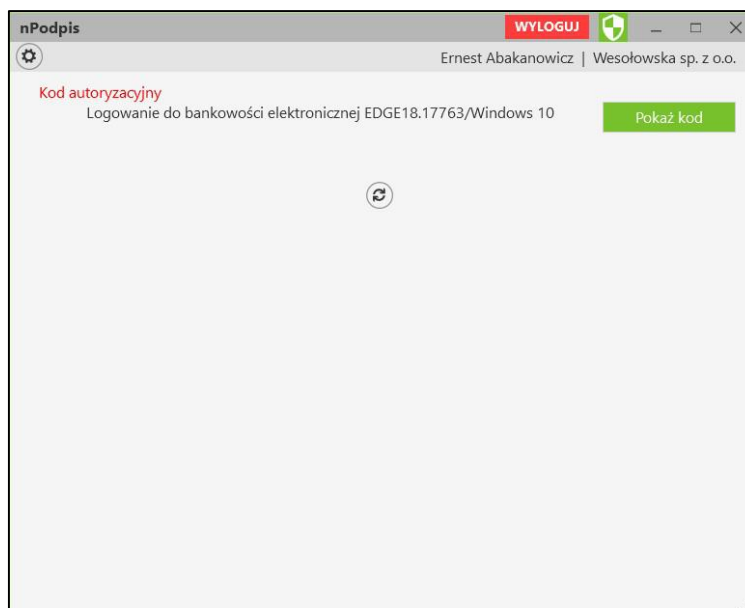 nPodpis WYLOGUJ
Ernest Abakanowicz | Wesołowska sp. z o.o.
Kod autoryzacyjny
Logowanie do bankowości elektronicznej EDGE18.17763/Windows 10 Pokaż kod